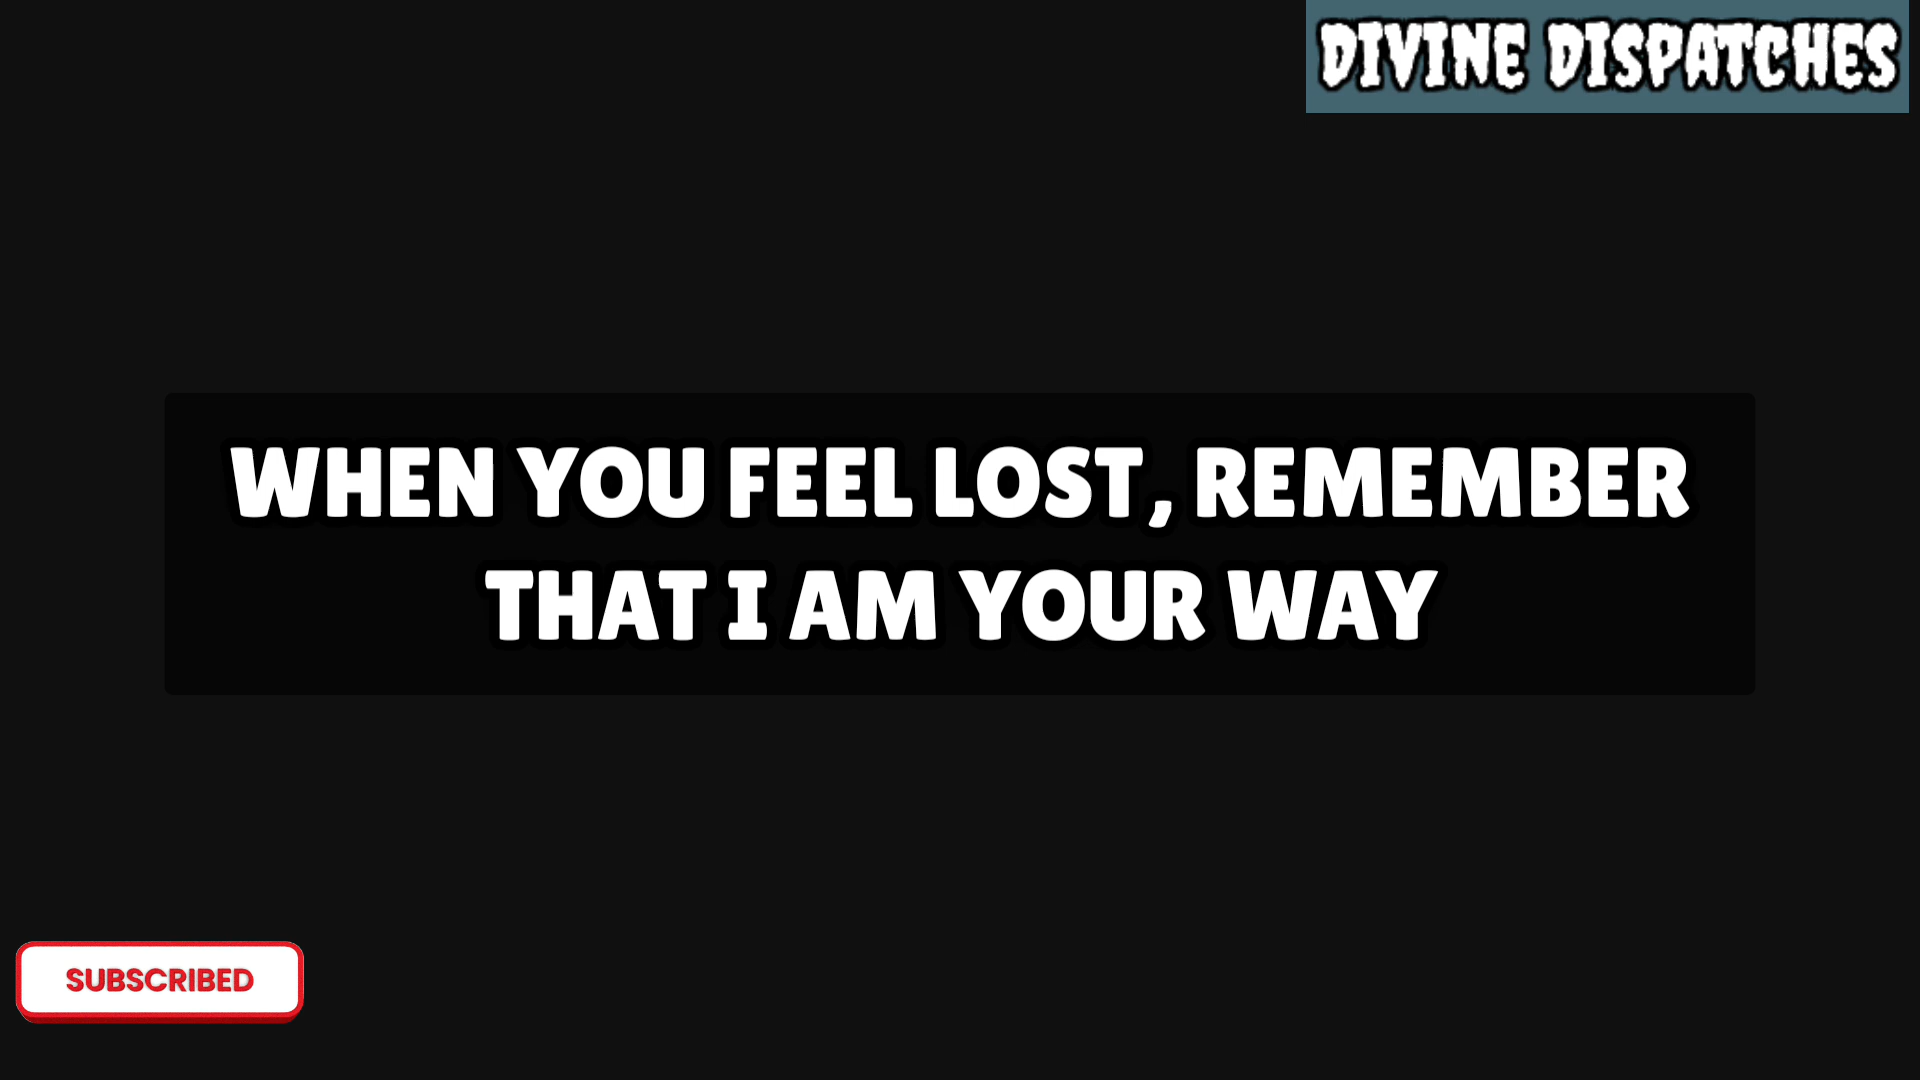 DIVINE DISPATCHES
WHEN YOU FEEL LOST, REMEMBER
THAT I AM YOUR WAY
SUBSCRIBED